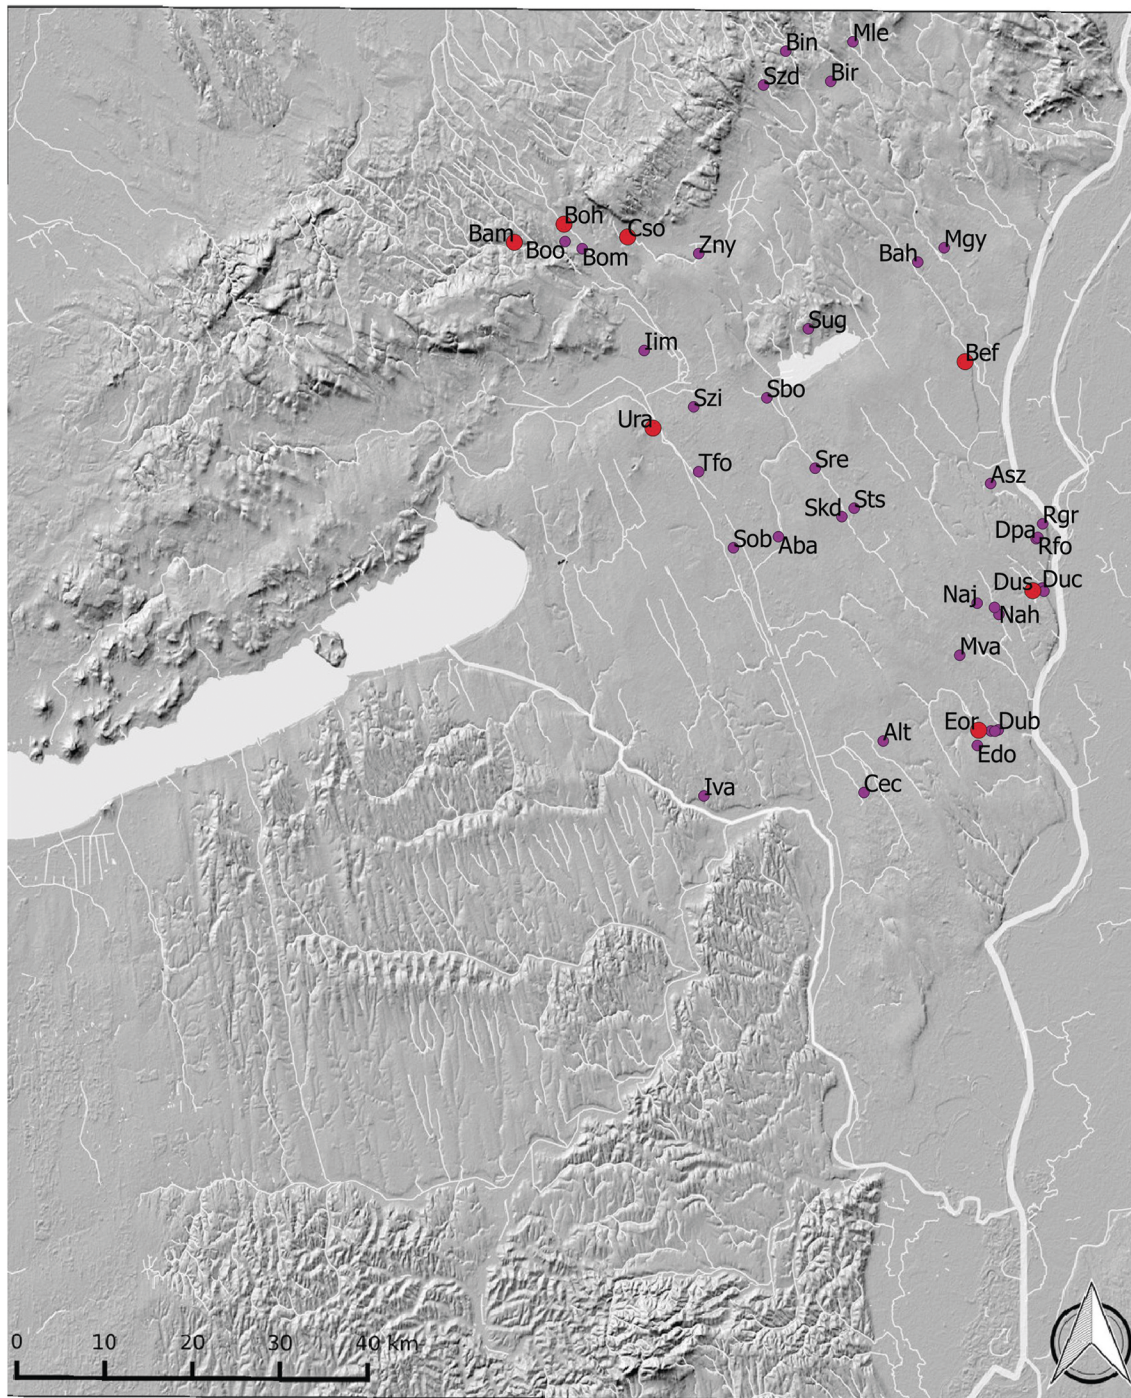 Bin
Mle
Szd
Bir
Boh
Bam
Cso
Boo
Bom
Zny
Mgy
Bah
Sug
Iim
Bef
Sbo
Szi
Ura
Tfo
Sre
Asz
Sts
Skd
Rgr
Dpa
Sob
Aba
Rfo
Dus
Duc
Naj
Nah
Mva
Eor
Dub
Alt
Edo
Iva
Cec
0 10 20 30 40 km